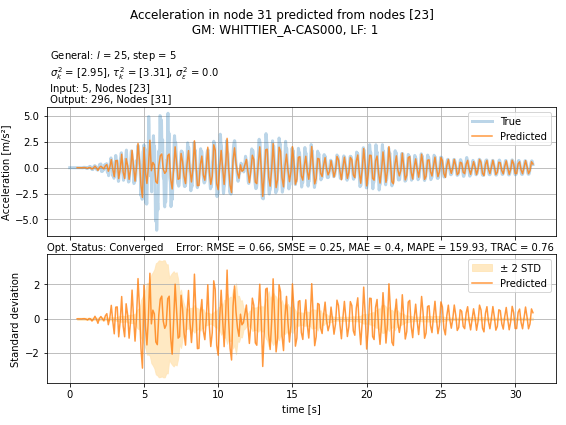 Acceleration in node 31 predicted from nodes [23]
GM: WHITTIER_A-CAS000, LF: 1
General: l = 25, step = 5
σ²ₖ = [2.95], τ²ₖ = [3.31], σ²ε = 0.0
Input: 5, Nodes [23]
Output: 296, Nodes [31]
Acceleration [m/s²]
5.0
2.5
0.0
−2.5
−5.0
True
Predicted
Opt. Status: Converged Error: RMSE = 0.66, SMSE = 0.25, MAE = 0.4, MAPE = 159.93, TRAC = 0.76
Standard deviation
2
0
−2
± 2 STD
Predicted
0 5 10 15 20 25 30
time [s]